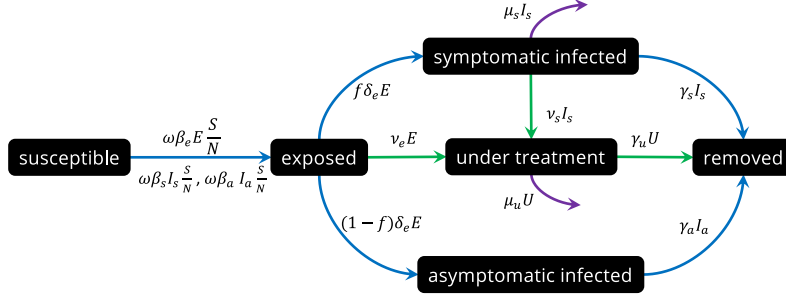 μ_s I_s
symptomatic infected
fδ_e E
γ_s I_s
ν_s I_s
ωβ_e E S/N
susceptible
exposed
ν_e E
under treatment
γ_u U
removed
ωβ_s I_s S/N , ωβ_a I_a S/N
μ_u U
(1 − f)δ_e E
γ_a I_a
asymptomatic infected